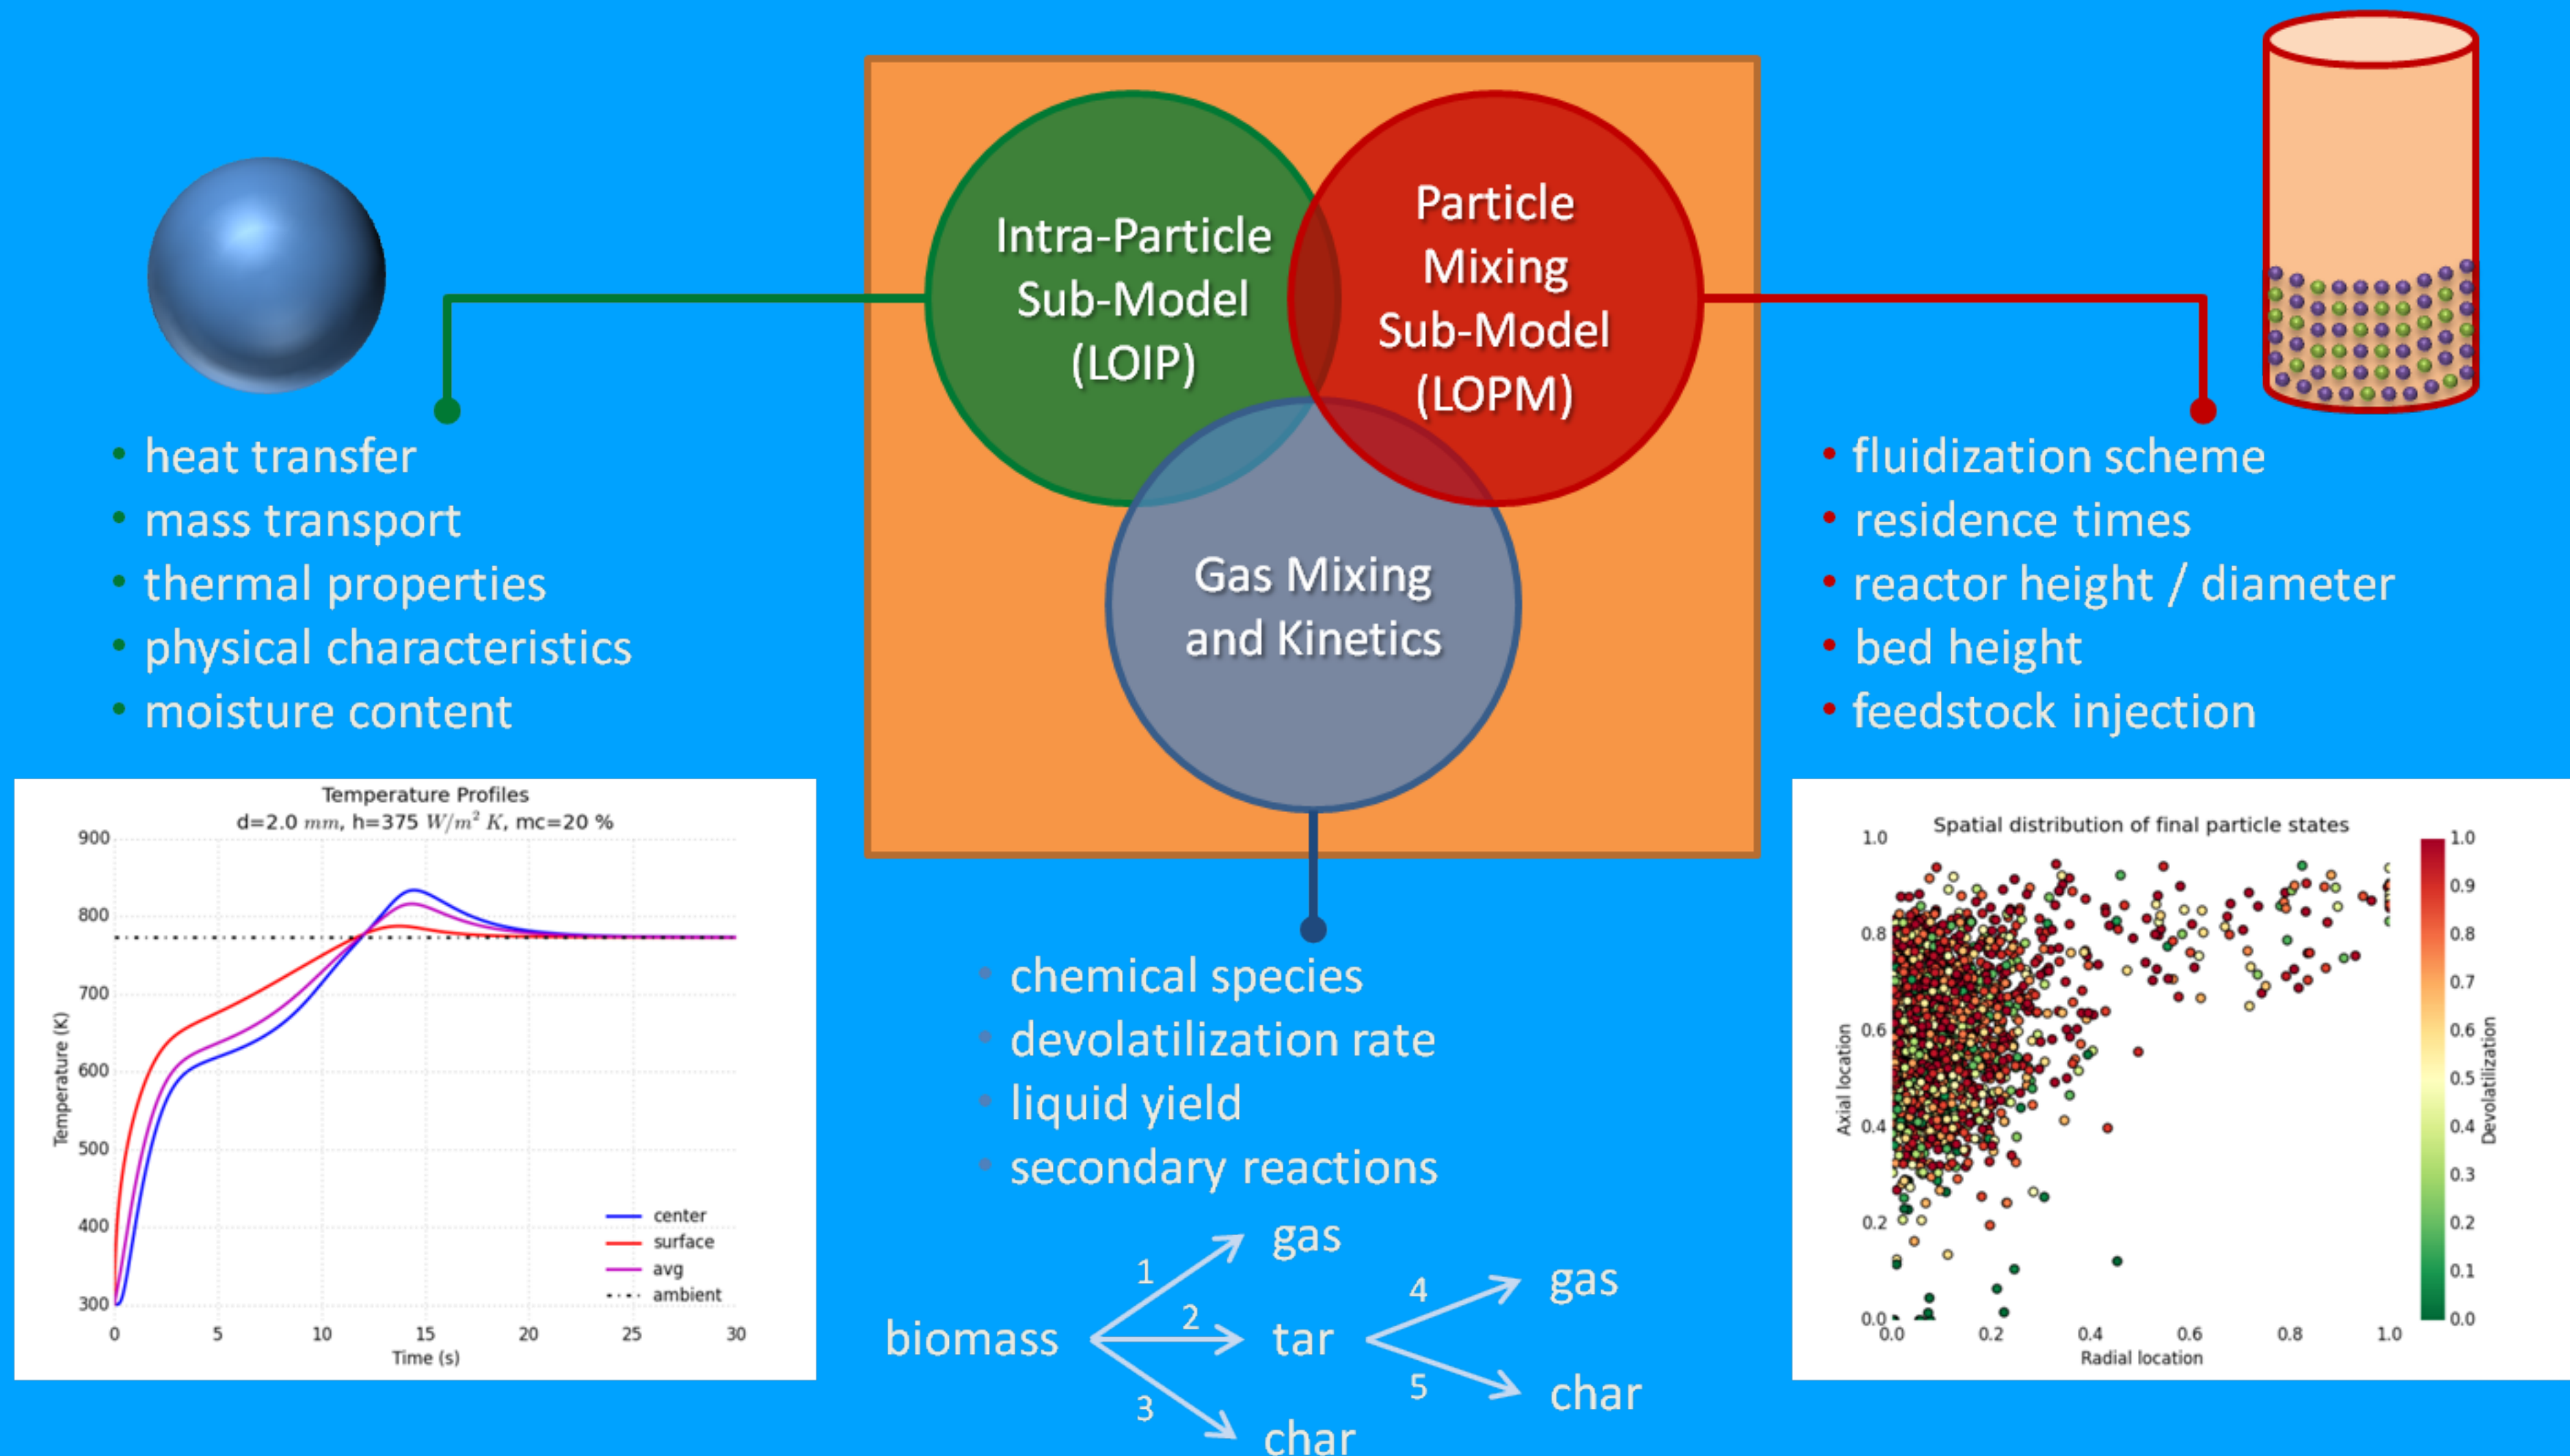 Intra-Particle
Sub-Model
(LOIP)
Particle
Mixing
Sub-Model
(LOPM)
Gas Mixing
and Kinetics
• heat transfer
• mass transport
• thermal properties
• physical characteristics
• moisture content
• fluidization scheme
• residence times
• reactor height / diameter
• bed height
• feedstock injection
• chemical species
• devolatilization rate
• liquid yield
• secondary reactions
Temperature Profiles
d=2.0 mm, h=375 W/m² K, mc=20 %
900
800
700
600
500
400
300
Temperature (K)
center
surface
avg
ambient
0 5 10 15 20 25 30
Time (s)
1 gas
biomass 2 tar
3 char
4 gas
5 char
Spatial distribution of final particle states
1.0
0.8
0.6
0.4
0.2
0.0
Axial location
0.0 0.2 0.4 0.6 0.8 1.0
Radial location
1.0
0.9
0.8
0.7
0.6
0.5
0.4
0.3
0.2
0.1
0.0
Devolatilization